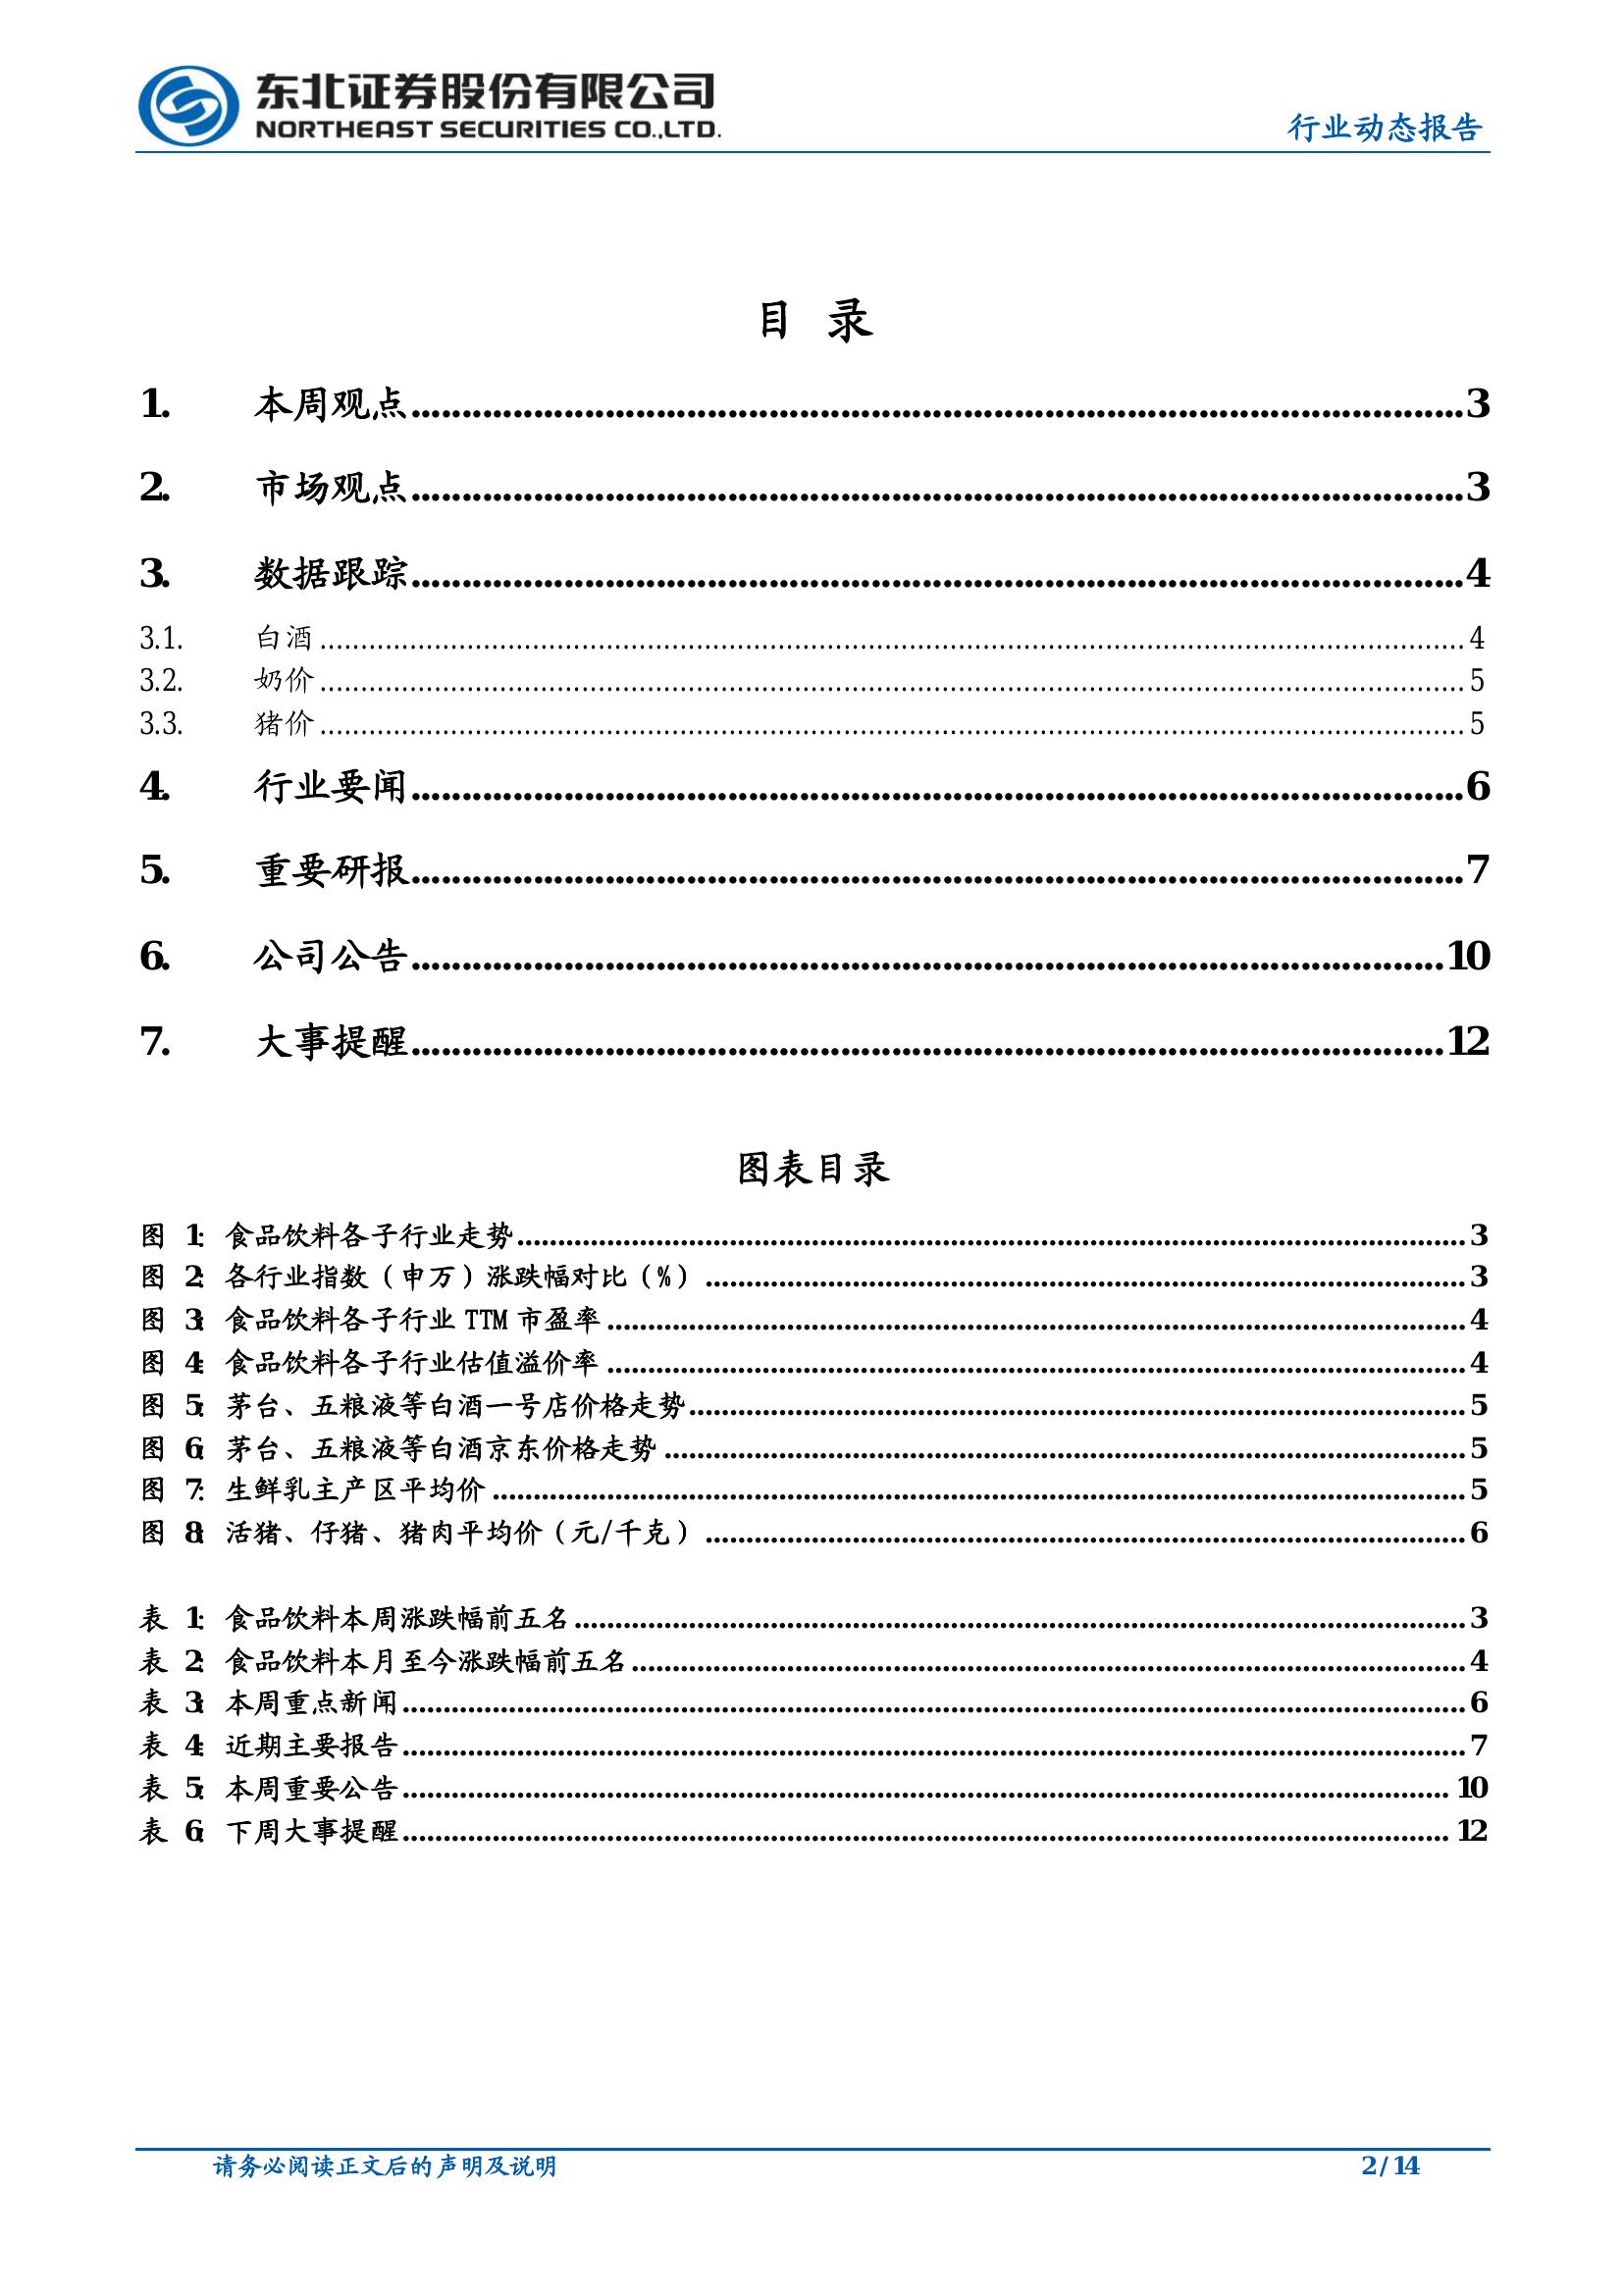 东北证券股份有限公司
NORTHEAST SECURITIES CO.,LTD.
行业动态报告
目 录
1. 本周观点........................................3
2. 市场观点........................................3
3. 数据跟踪........................................4
3.1. 白酒........................................4
3.2. 奶价........................................5
3.3. 猪价........................................5
4. 行业要闻........................................6
5. 重要研报........................................7
6. 公司公告........................................10
7. 大事提醒........................................12
图表目录
图 1: 食品饮料各子行业走势........................................3
图 2: 各行业指数（申万）涨跌幅对比（%）........................................3
图 3: 食品饮料各子行业 TTM 市盈率........................................4
图 4: 食品饮料各子行业估值溢价率........................................4
图 5: 茅台、五粮液等白酒一号店价格走势........................................5
图 6: 茅台、五粮液等白酒京东价格走势........................................5
图 7: 生鲜乳主产区平均价........................................5
图 8: 活猪、仔猪、猪肉平均价（元/千克）........................................6
表 1: 食品饮料本周涨跌幅前五名........................................3
表 2: 食品饮料本月至今涨跌幅前五名........................................4
表 3: 本周重点新闻........................................6
表 4: 近期主要报告........................................7
表 5: 本周重要公告........................................10
表 6: 下周大事提醒........................................12
请务必阅读正文后的声明及说明
2 / 14